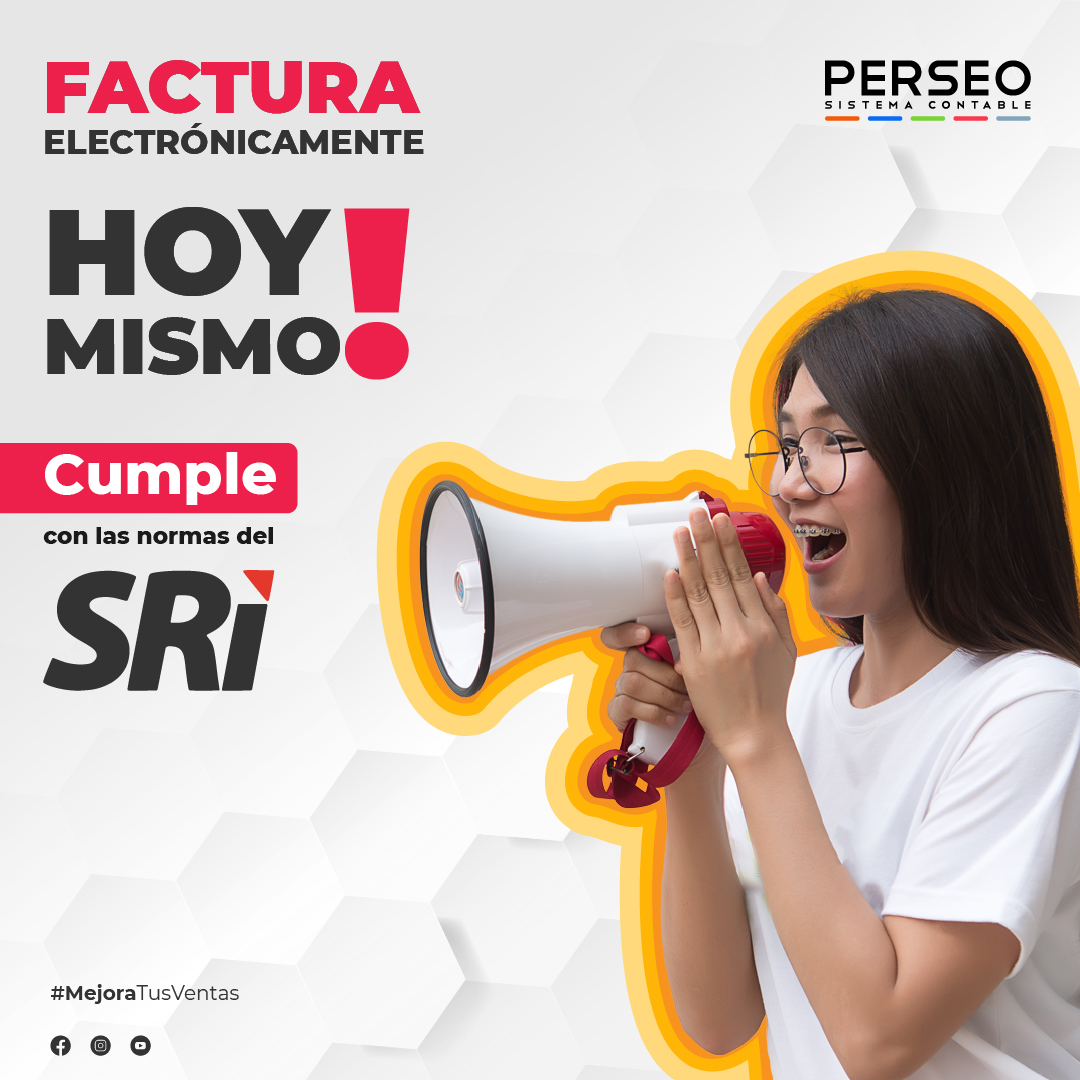 FACTURA
ELECTRÓNICAMENTE
HOY
MISMO!
PERSEO
SISTEMA CONTABLE
Cumple
con las normas del
SRi
#MejoraTusVentas